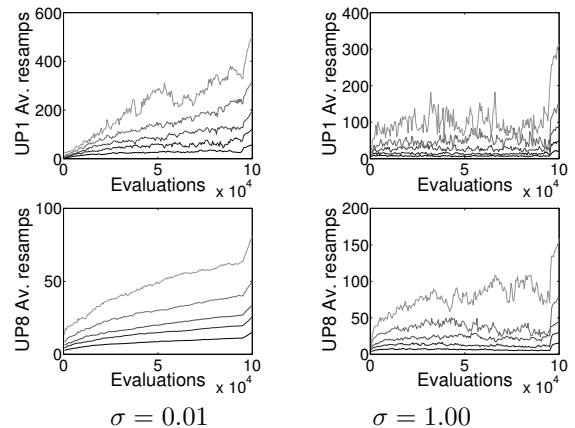 600
400
200
0
UP1 Av. resamps
0 5 10
Evaluations
x 10^4
400
300
200
100
0
UP1 Av. resamps
0 5 10
Evaluations
x 10^4
100
50
0
UP8 Av. resamps
0 5 10
Evaluations
x 10^4
200
150
100
50
0
UP8 Av. resamps
0 5 10
Evaluations
x 10^4
σ = 0.01
σ = 1.00